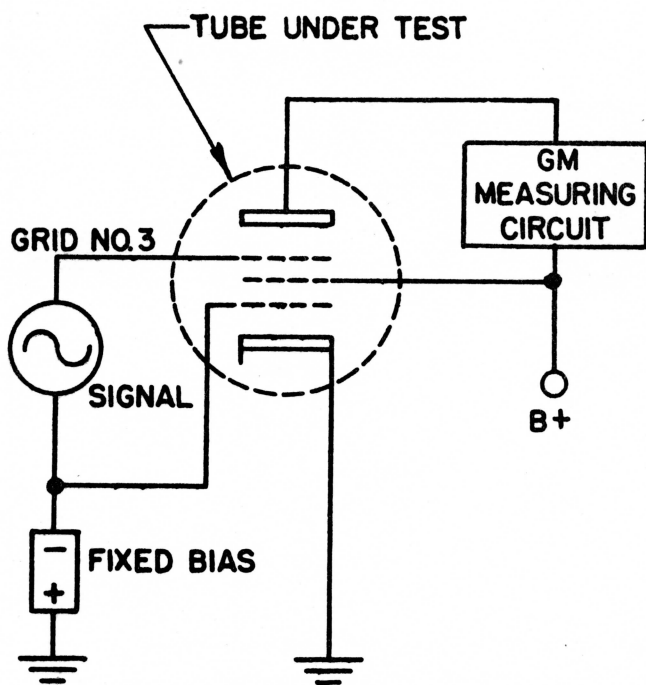 TUBE UNDER TEST
GM
MEASURING
CIRCUIT
GRID NO.3
SIGNAL
B+
−
FIXED BIAS
+